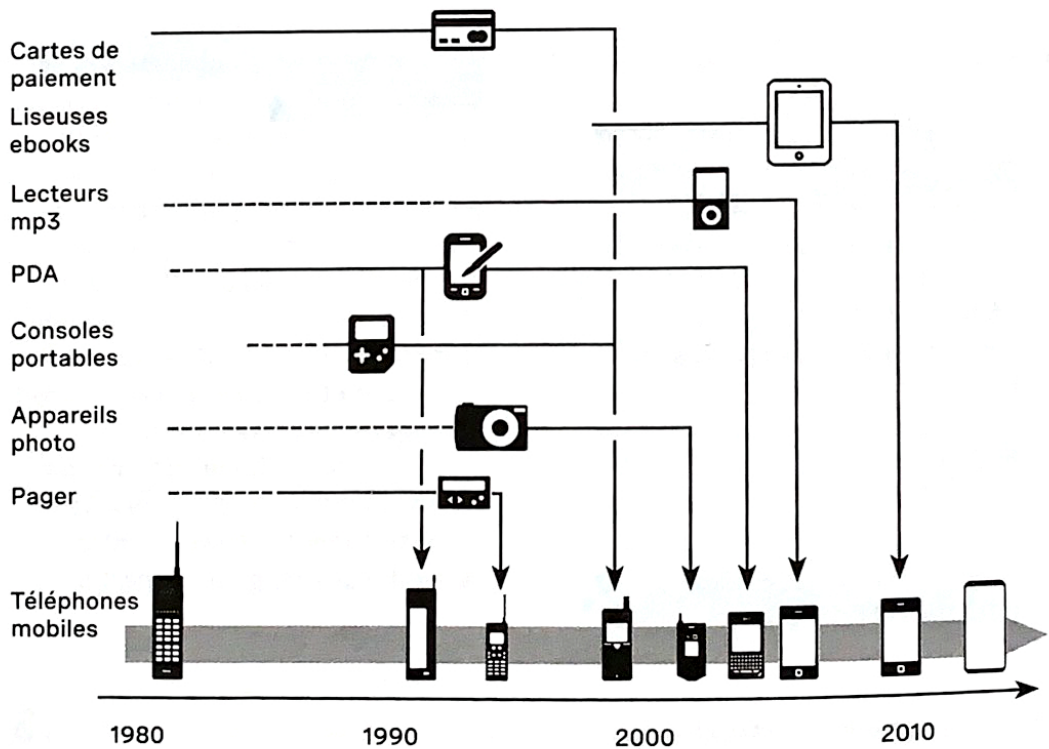 Cartes de
paiement
Liseuses
ebooks
Lecteurs
mp3
PDA
Consoles
portables
Appareils
photo
Pager
Téléphones
mobiles
1980 1990 2000 2010